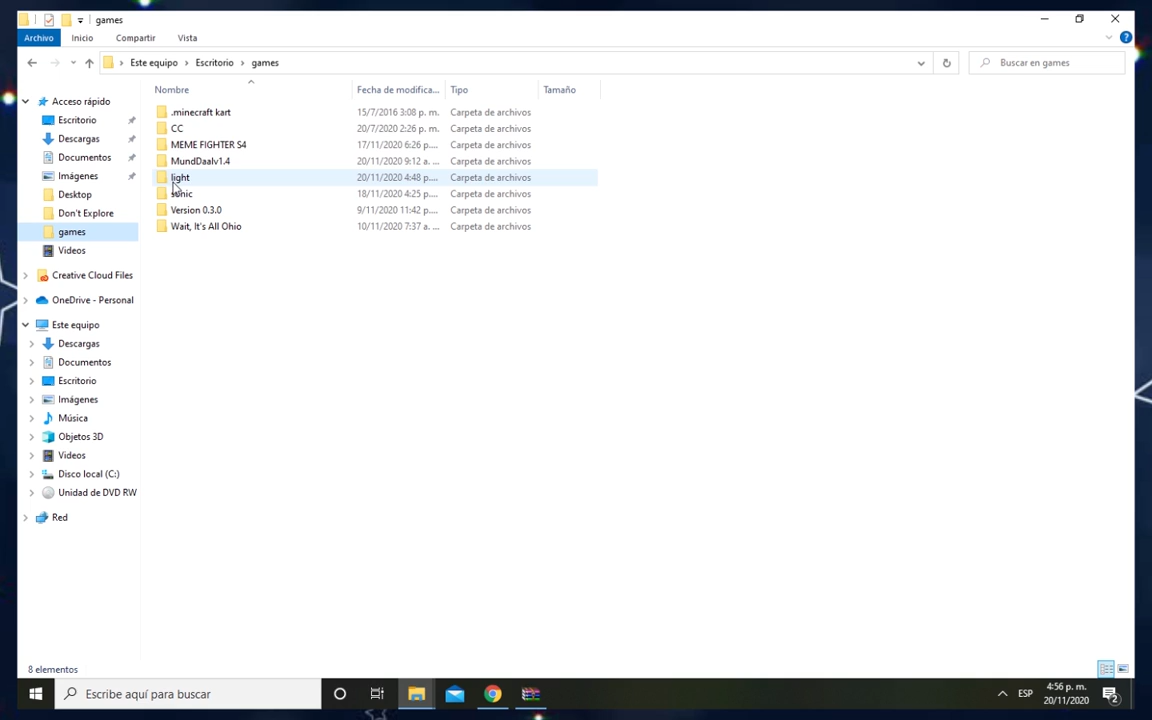 games
Archivo Inicio Compartir Vista
Este equipo > Escritorio > games Buscar en games
Nombre Fecha de modifica... Tipo Tamaño
Acceso rápido
Escritorio
Descargas
Documentos
Imágenes
Desktop
Don't Explore
games
Videos
Creative Cloud Files
OneDrive - Personal
Este equipo
Descargas
Documentos
Escritorio
Imágenes
Música
Objetos 3D
Videos
Disco local (C:)
Unidad de DVD RW
Red
.minecraft kart 15/7/2016 3:08 p. m. Carpeta de archivos
CC 20/7/2020 2:26 p. m. Carpeta de archivos
MEME FIGHTER S4 17/11/2020 6:26 p.... Carpeta de archivos
MundDaalv1.4 20/11/2020 9:12 a. ... Carpeta de archivos
light 20/11/2020 4:48 p.... Carpeta de archivos
sonic 18/11/2020 4:25 p.... Carpeta de archivos
Version 0.3.0 9/11/2020 11:42 p.... Carpeta de archivos
Wait, It's All Ohio 10/11/2020 7:37 a. ... Carpeta de archivos
8 elementos
Escribe aquí para buscar
ESP
4:56 p. m.
20/11/2020
2